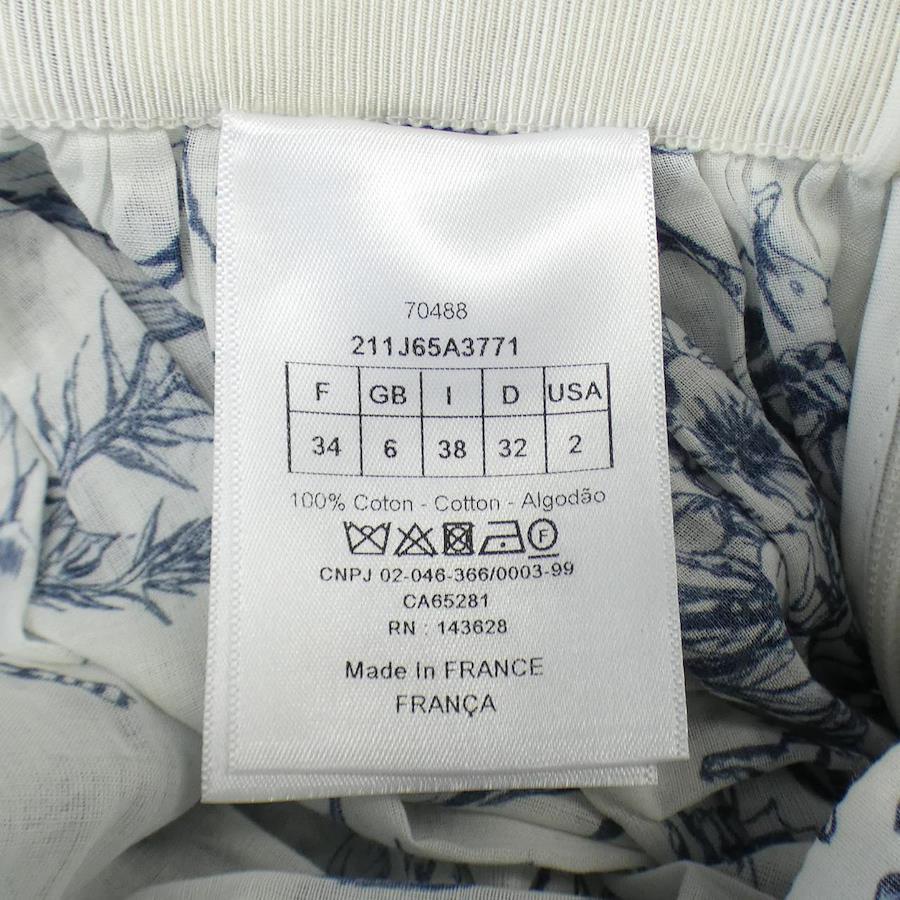 70488
211J65A3771
F GB I D USA
34 6 38 32 2
100% Coton - Cotton - Algodão
F
CNPJ 02-046-366/0003-99
CA65281
RN : 143628
Made In FRANCE
FRANÇA